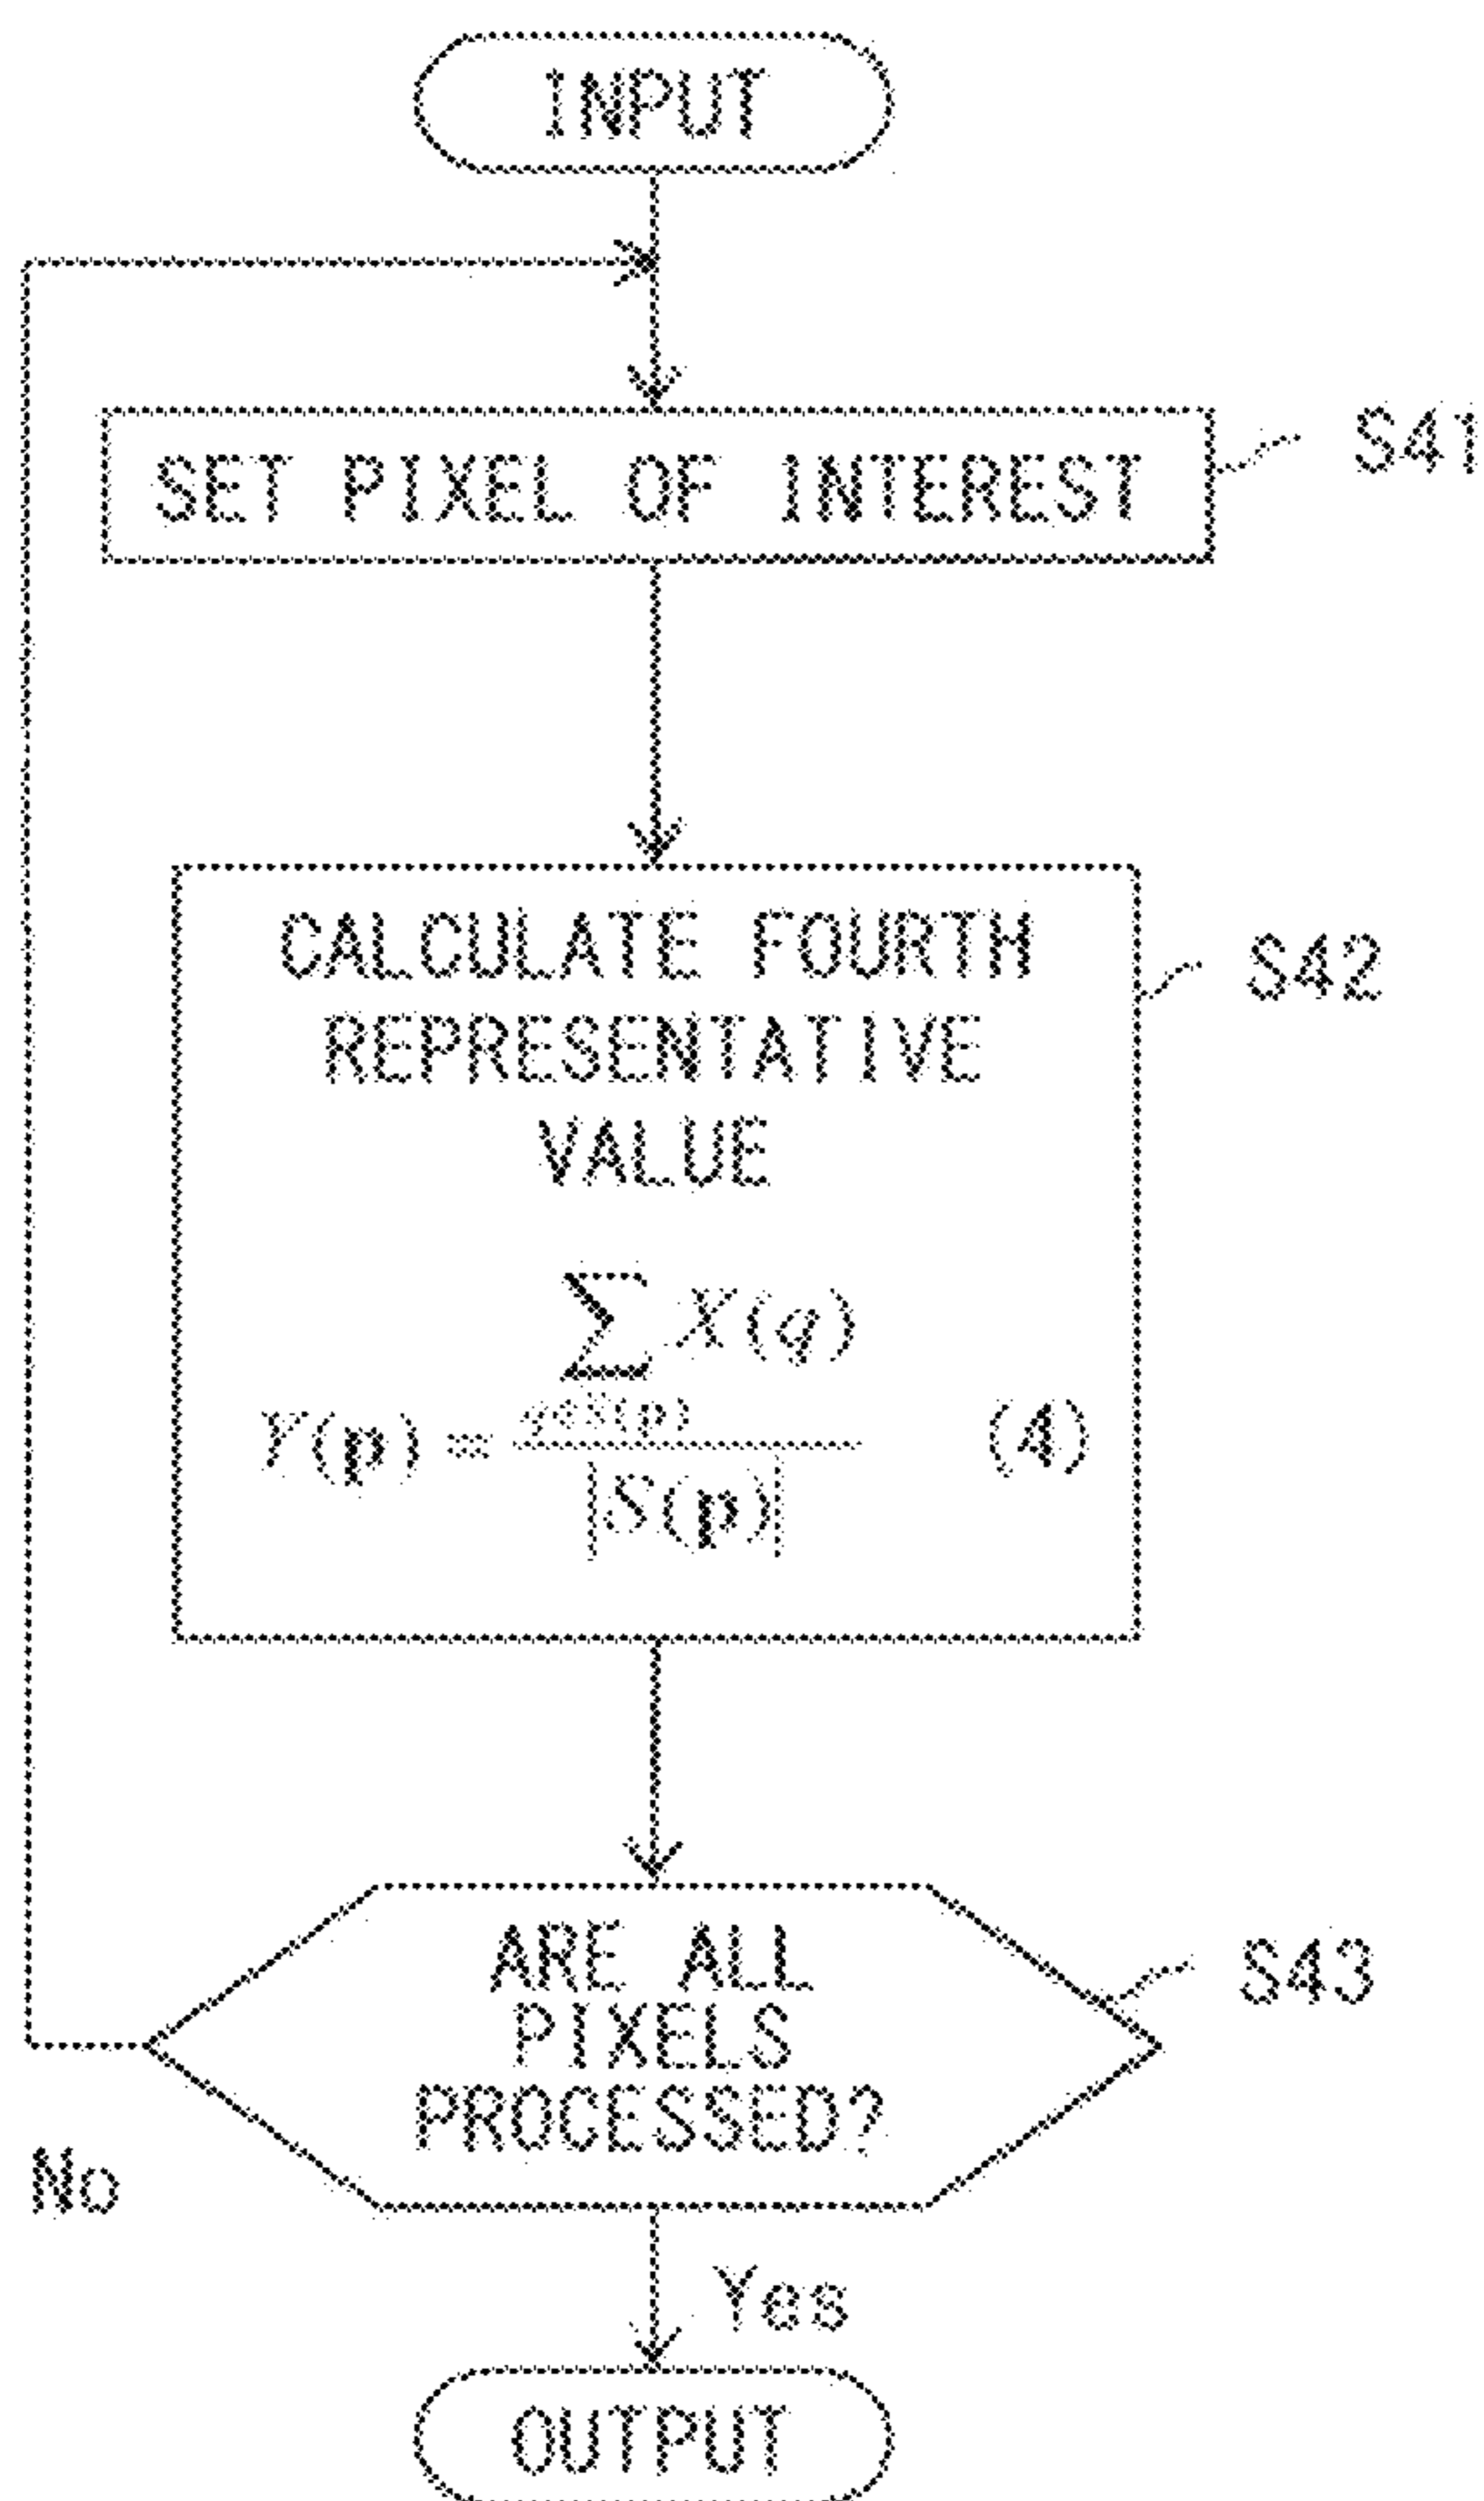 INPUT
SET PIXEL OF INTEREST
S41
CALCULATE FOURTH
REPRESENTATIVE
VALUE
S42
∑ X(q)
Y(p) = (4)
|S(p)|
ARE ALL
PIXELS
PROCESSED?
S43
No
Yes
OUTPUT